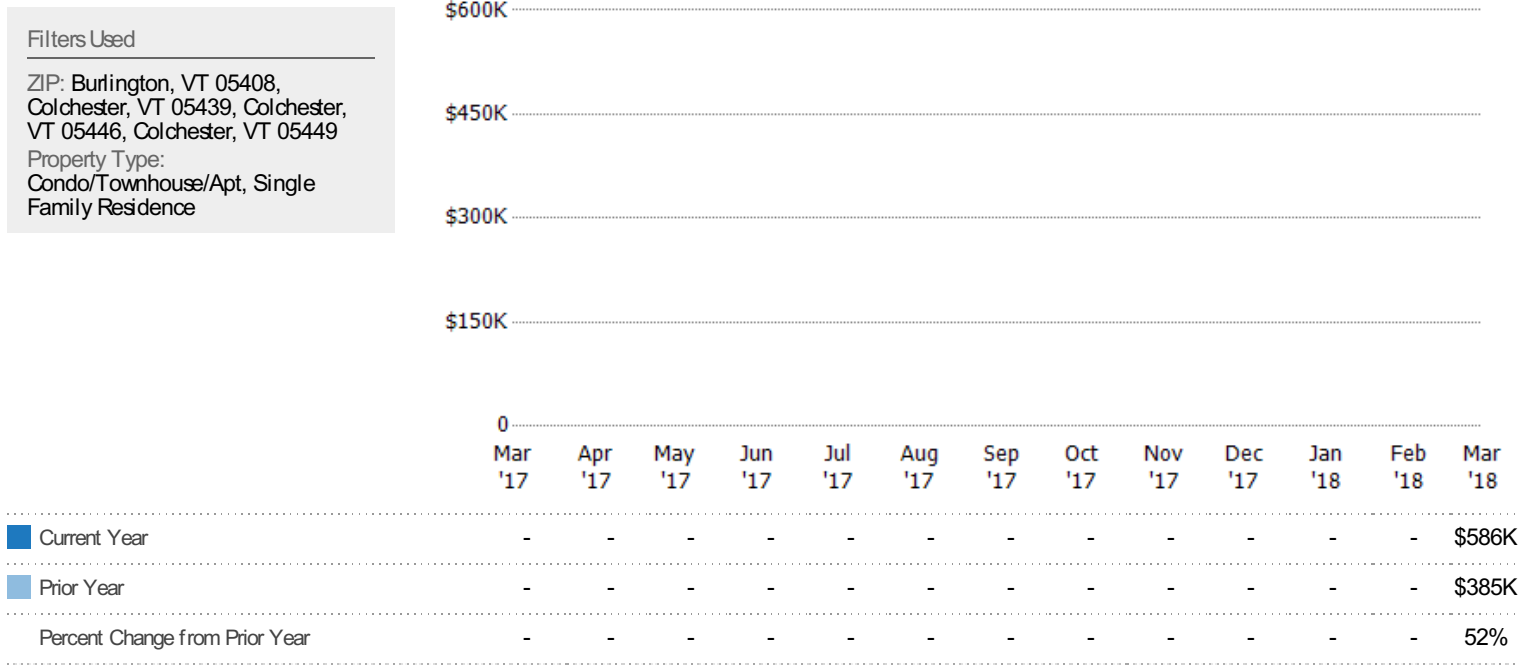 Filters Used
ZIP: Burlington, VT 05408,
Colchester, VT 05439, Colchester,
VT 05446, Colchester, VT 05449
Property Type:
Condo/Townhouse/Apt, Single
Family Residence
$600K
$450K
$300K
$150K
0
Mar '17 Apr '17 May '17 Jun '17 Jul '17 Aug '17 Sep '17 Oct '17 Nov '17 Dec '17 Jan '18 Feb '18 Mar '18
Current Year - - - - - - - - - - - - $586K
Prior Year - - - - - - - - - - - - $385K
Percent Change from Prior Year - - - - - - - - - - - - 52%